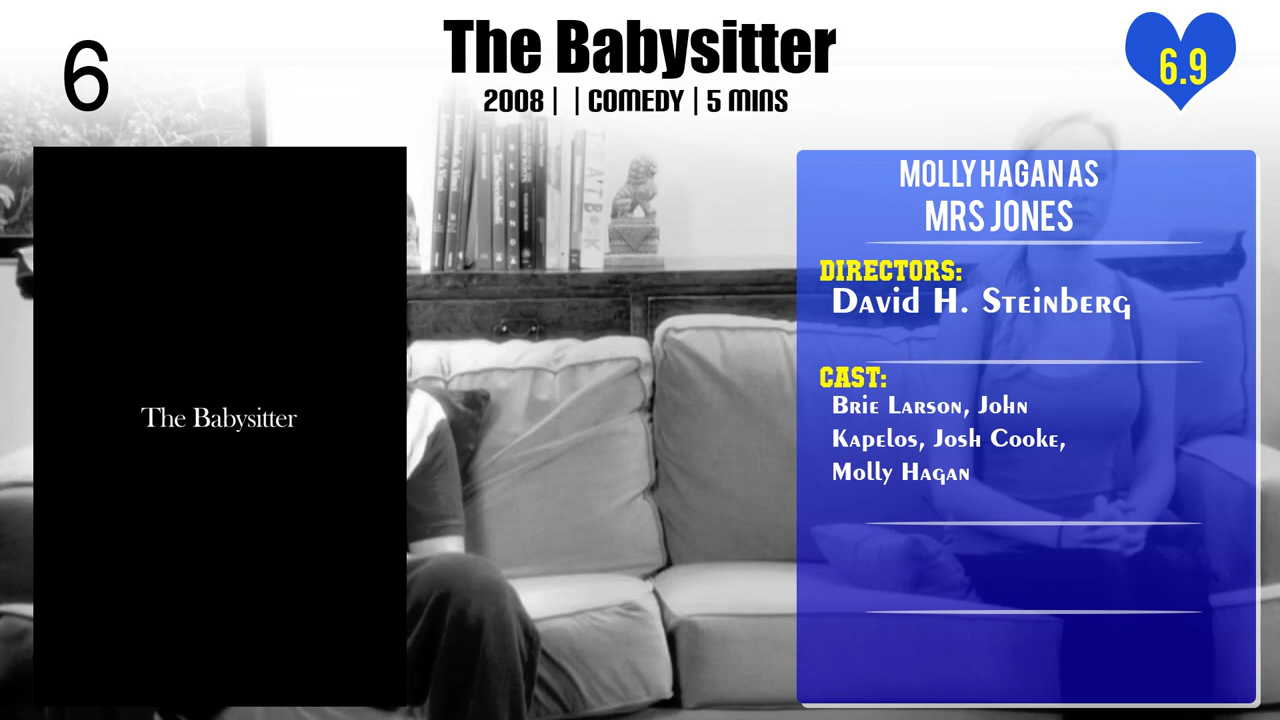 6
The Babysitter
2008 | | COMEDY | 5 MINS
6.9
The Babysitter
MOLLY HAGAN AS
MRS JONES
DIRECTORS:
David H. Steinberg
CAST:
Brie Larson, John
Kapelos, Josh Cooke,
Molly Hagan
BEYOND